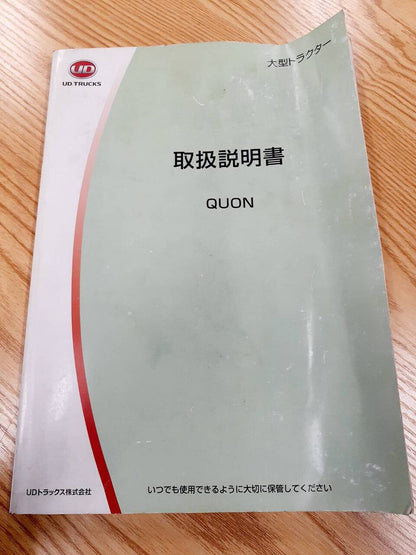 UD
UD TRUCKS
大型トラクター
取扱説明書
QUON
UDトラックス株式会社
いつでも使用できるように大切に保管してください